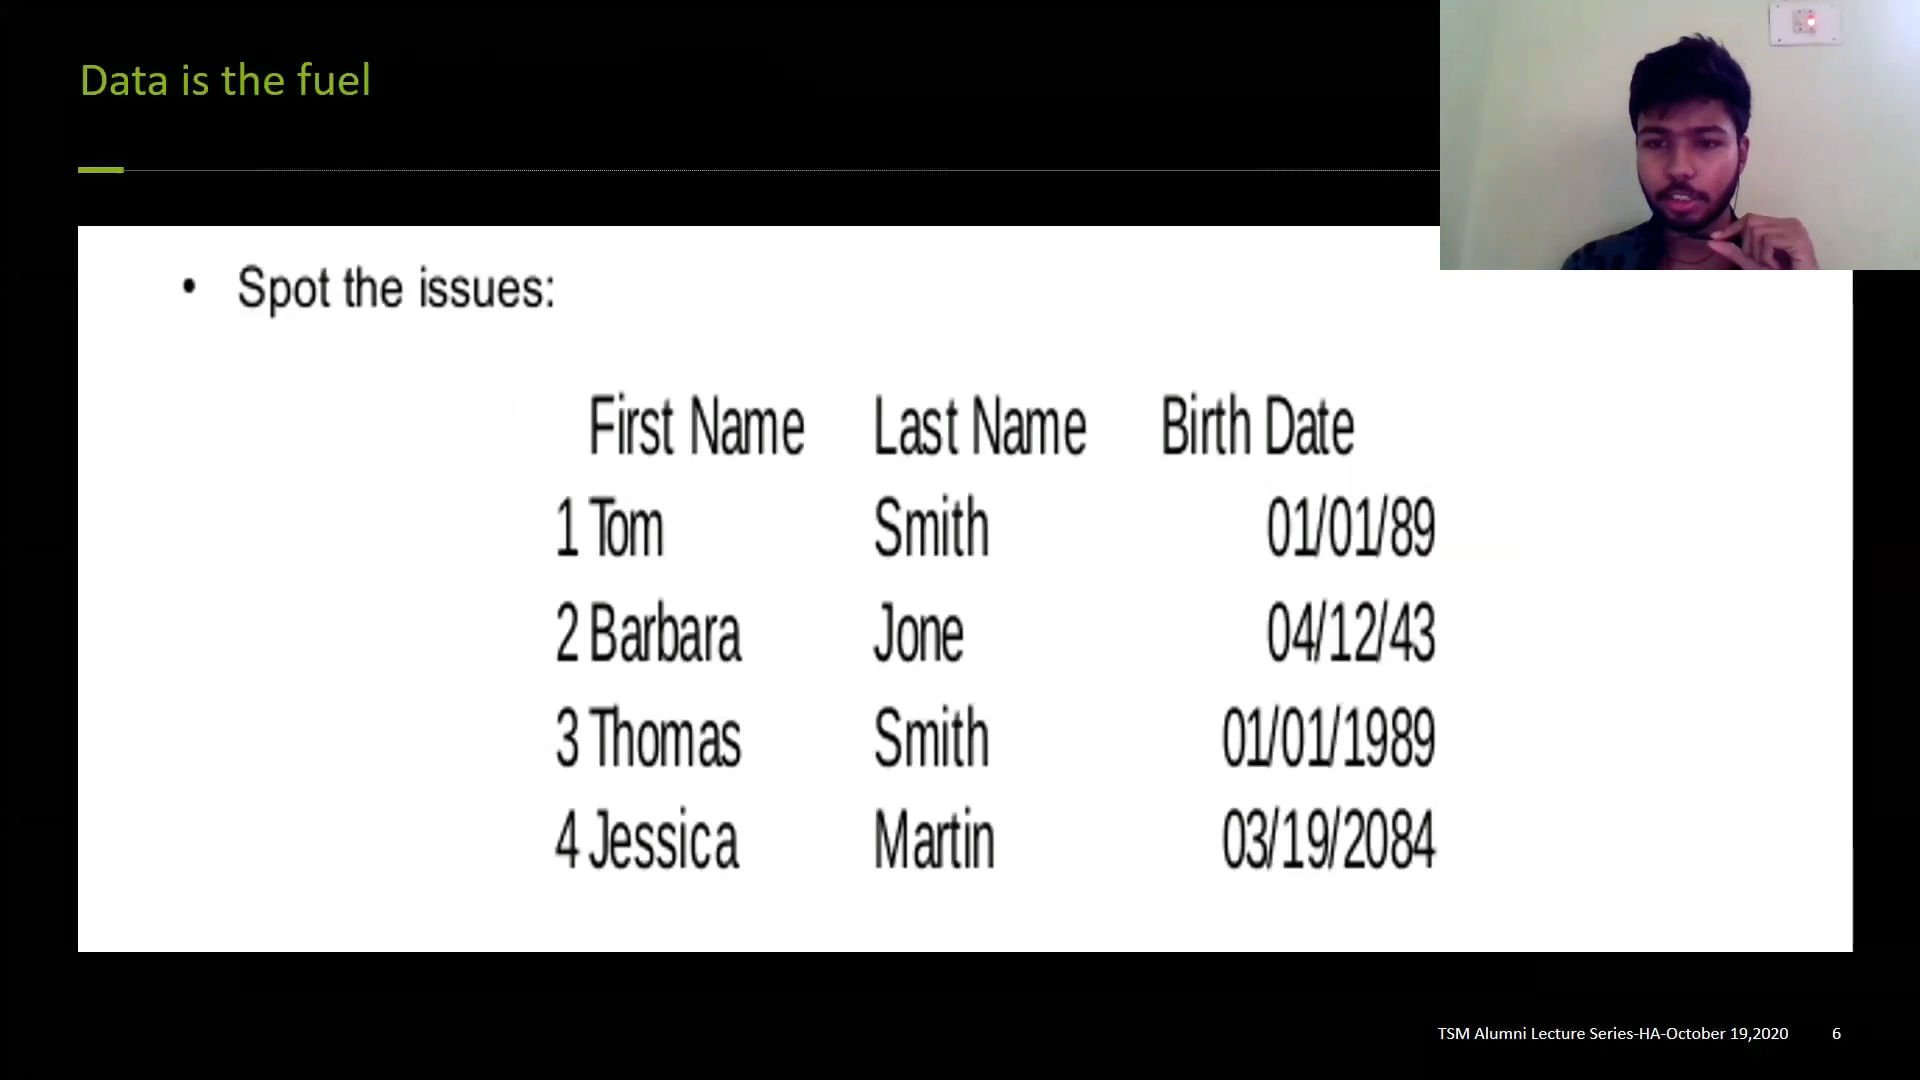 Data is the fuel
• Spot the issues:
First Name Last Name Birth Date
1 Tom Smith 01/01/89
2 Barbara Jone 04/12/43
3 Thomas Smith 01/01/1989
4 Jessica Martin 03/19/2084
TSM Alumni Lecture Series-HA-October 19,2020 6